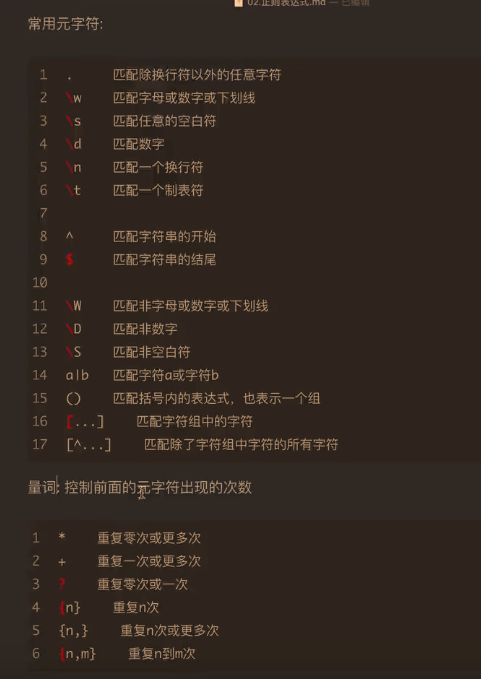 02.正则表达式.md — 已编辑
常用元字符:
1 . 匹配除换行符以外的任意字符
2 \w 匹配字母或数字或下划线
3 \s 匹配任意的空白符
4 \d 匹配数字
5 \n 匹配一个换行符
6 \t 匹配一个制表符
7
8 ^ 匹配字符串的开始
9 $ 匹配字符串的结尾
10
11 \W 匹配非字母或数字或下划线
12 \D 匹配非数字
13 \S 匹配非空白符
14 a|b 匹配字符a或字符b
15 () 匹配括号内的表达式，也表示一个组
16 [...] 匹配字符组中的字符
17 [^...] 匹配除了字符组中字符的所有字符
量词: 控制前面的元字符出现的次数
1 * 重复零次或更多次
2 + 重复一次或更多次
3 ? 重复零次或一次
4 {n} 重复n次
5 {n,} 重复n次或更多次
6 {n,m} 重复n到m次